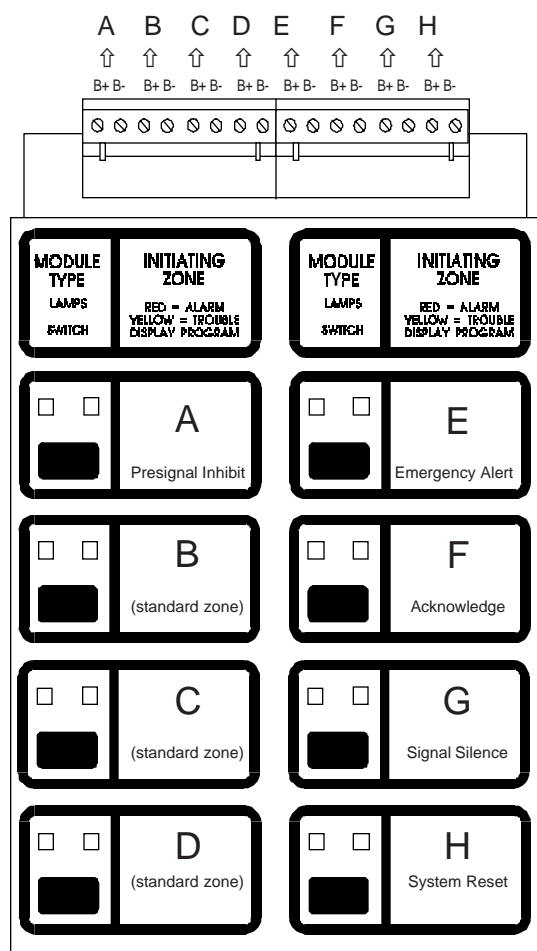 A B C D E F G H
B+ B- B+ B- B+ B- B+ B- B+ B- B+ B- B+ B- B+ B-
MODULE TYPE
LAMPS
SWITCH
INITIATING ZONE
RED = ALARM
YELLOW = TROUBLE
DISPLAY PROGRAM
MODULE TYPE
LAMPS
SWITCH
INITIATING ZONE
RED = ALARM
YELLOW = TROUBLE
DISPLAY PROGRAM
A
Presignal Inhibit
E
Emergency Alert
B
(standard zone)
F
Acknowledge
C
(standard zone)
G
Signal Silence
D
(standard zone)
H
System Reset